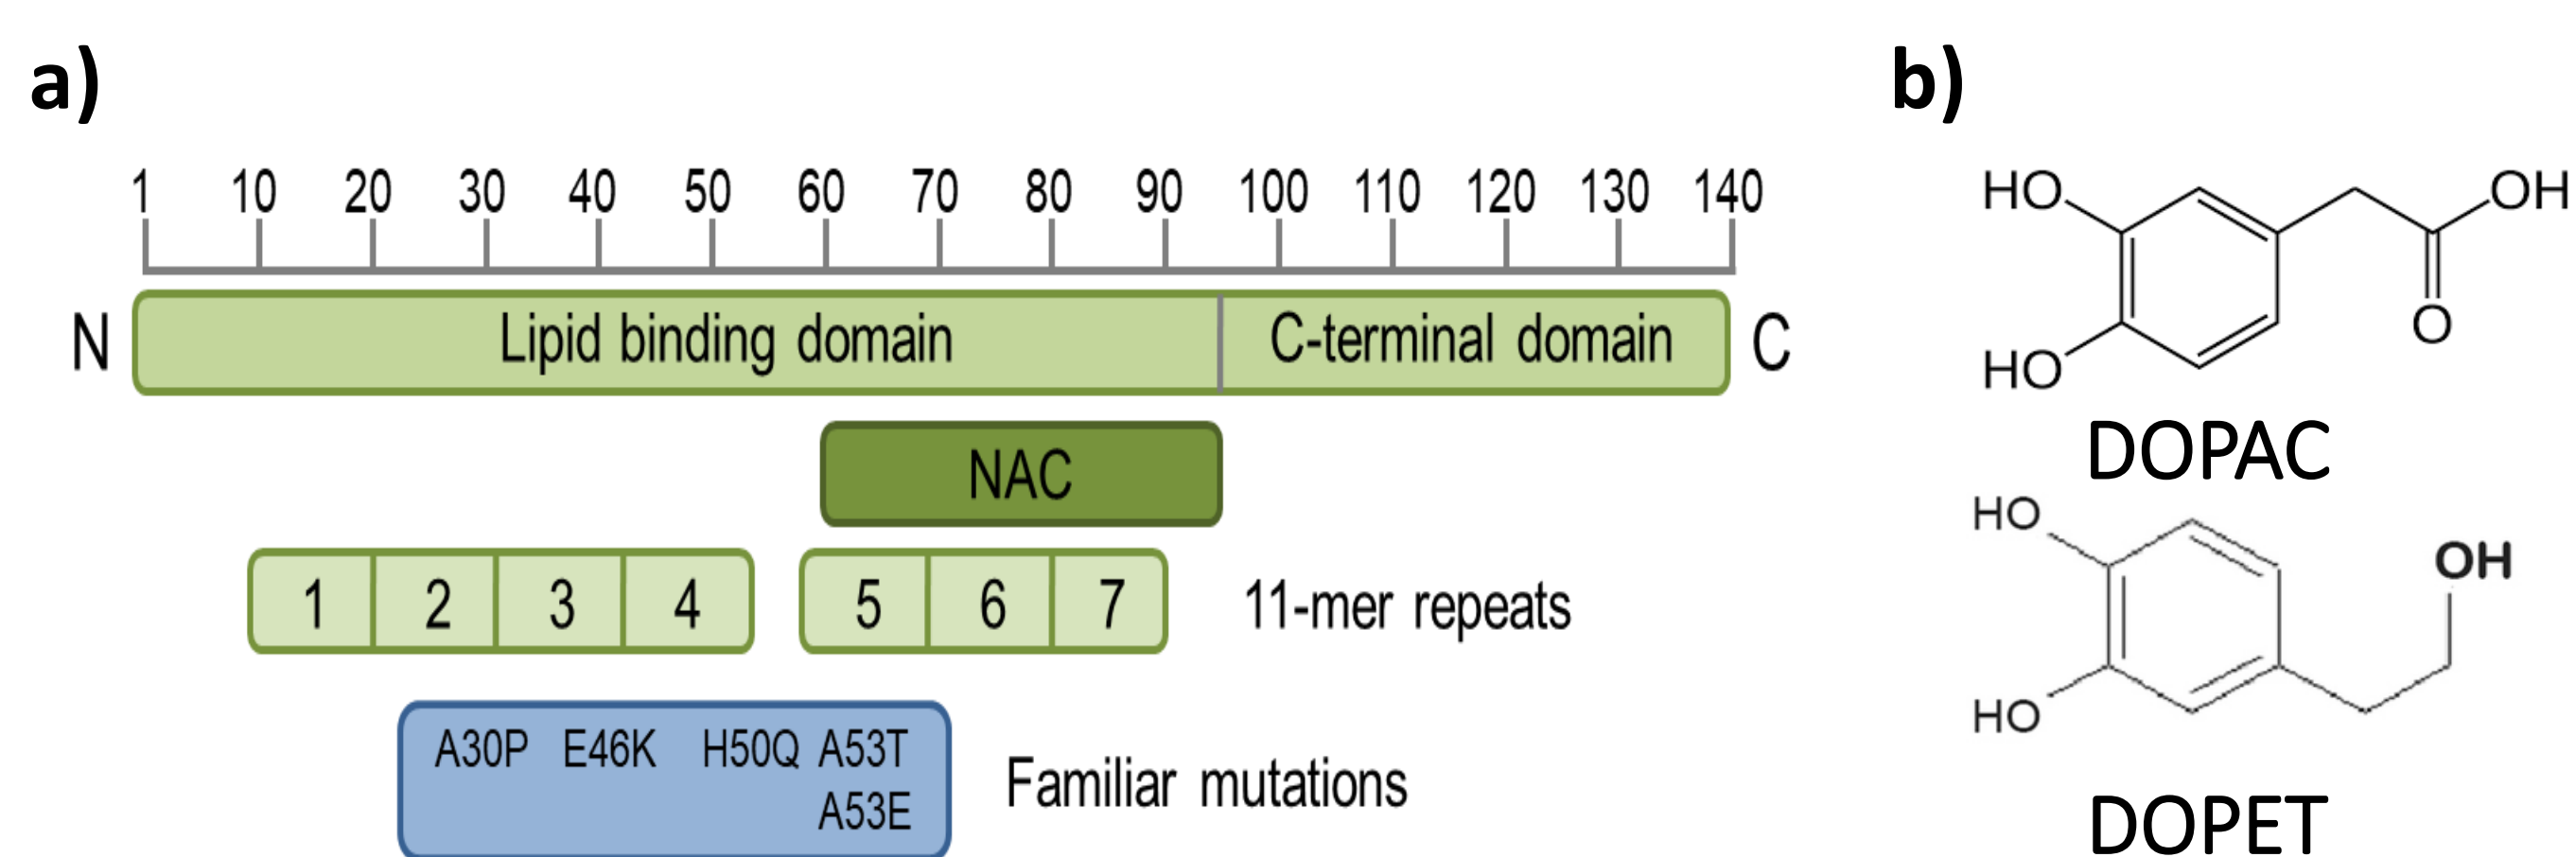 a)
1 10 20 30 40 50 60 70 80 90 100 110 120 130 140
N Lipid binding domain C-terminal domain C
NAC
1 2 3 4 5 6 7 11-mer repeats
A30P E46K H50Q A53T
A53E
Familiar mutations
b)
HO OH
O
HO
DOPAC
HO
OH
HO
DOPET